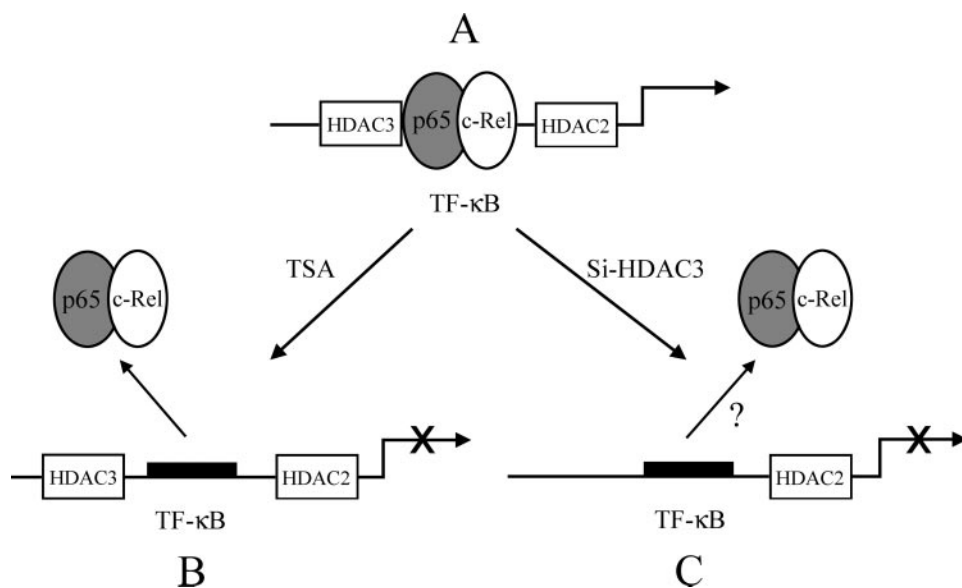 A
HDAC3 p65 c-Rel HDAC2
TF-κB
TSA
Si-HDAC3
p65 c-Rel
p65 c-Rel
?
X
X
HDAC3 HDAC2
HDAC2
TF-κB
TF-κB
B
C